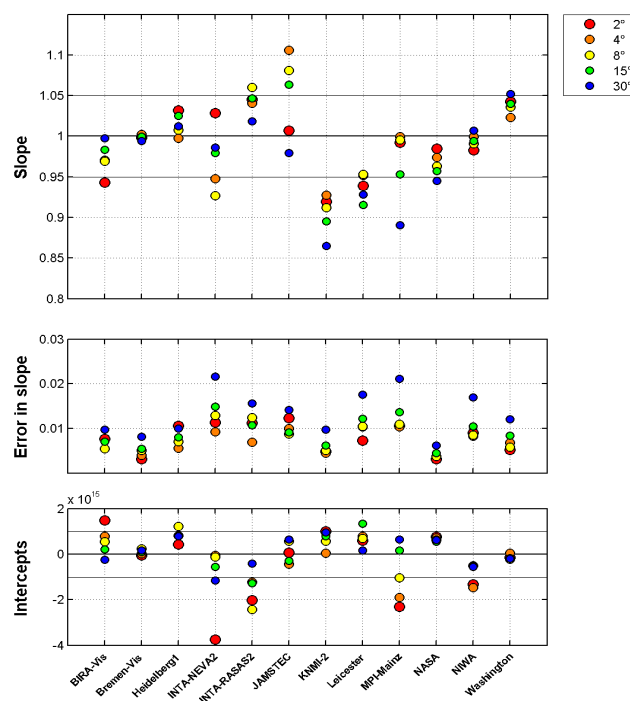 2°
4°
8°
15°
30°
Slope
1.1
1.05
1
0.95
0.9
0.85
0.8
Error in slope
0.03
0.02
0.01
x 10^15
Intercepts
2
0
-2
-4
BIRA-Vis
Bremen-Vis
Heidelberg1
INTA-NEVA2
INTA-RASAS2
JAMSTEC
KNMI-2
Leicester
MPI-Mainz
NASA
NIWA
Washington